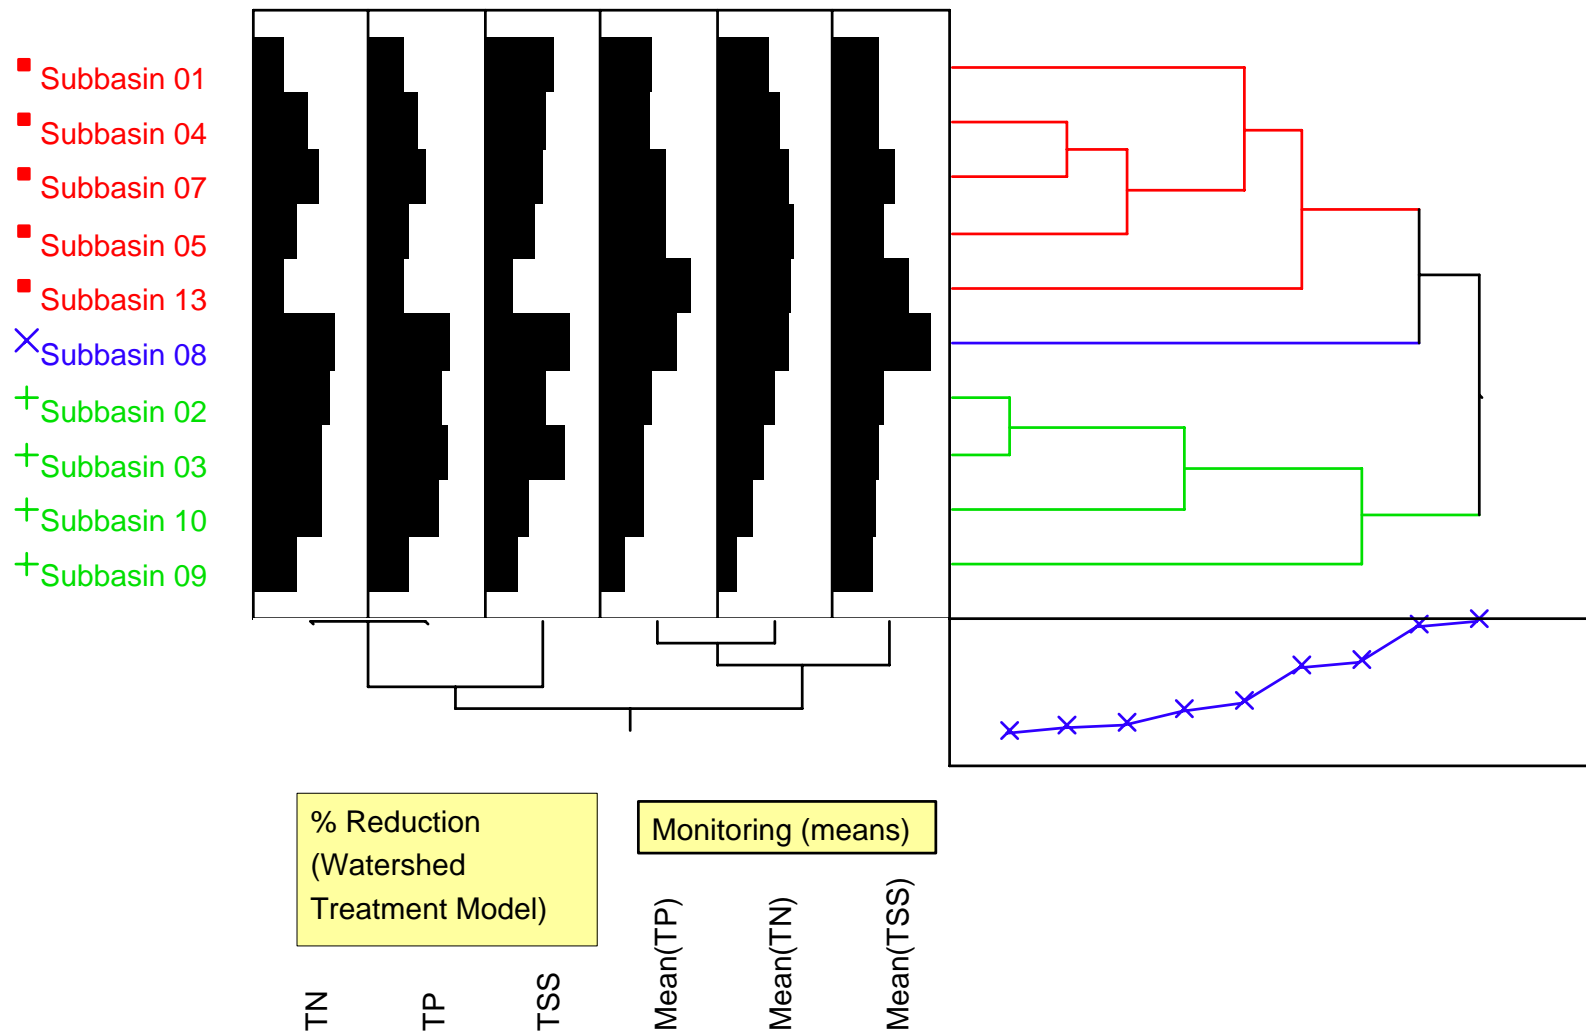 Subbasin 01
Subbasin 04
Subbasin 07
Subbasin 05
Subbasin 13
Subbasin 08
Subbasin 02
Subbasin 03
Subbasin 10
Subbasin 09
% Reduction
(Watershed
Treatment Model)
Monitoring (means)
TN
TP
TSS
Mean(TP)
Mean(TN)
Mean(TSS)